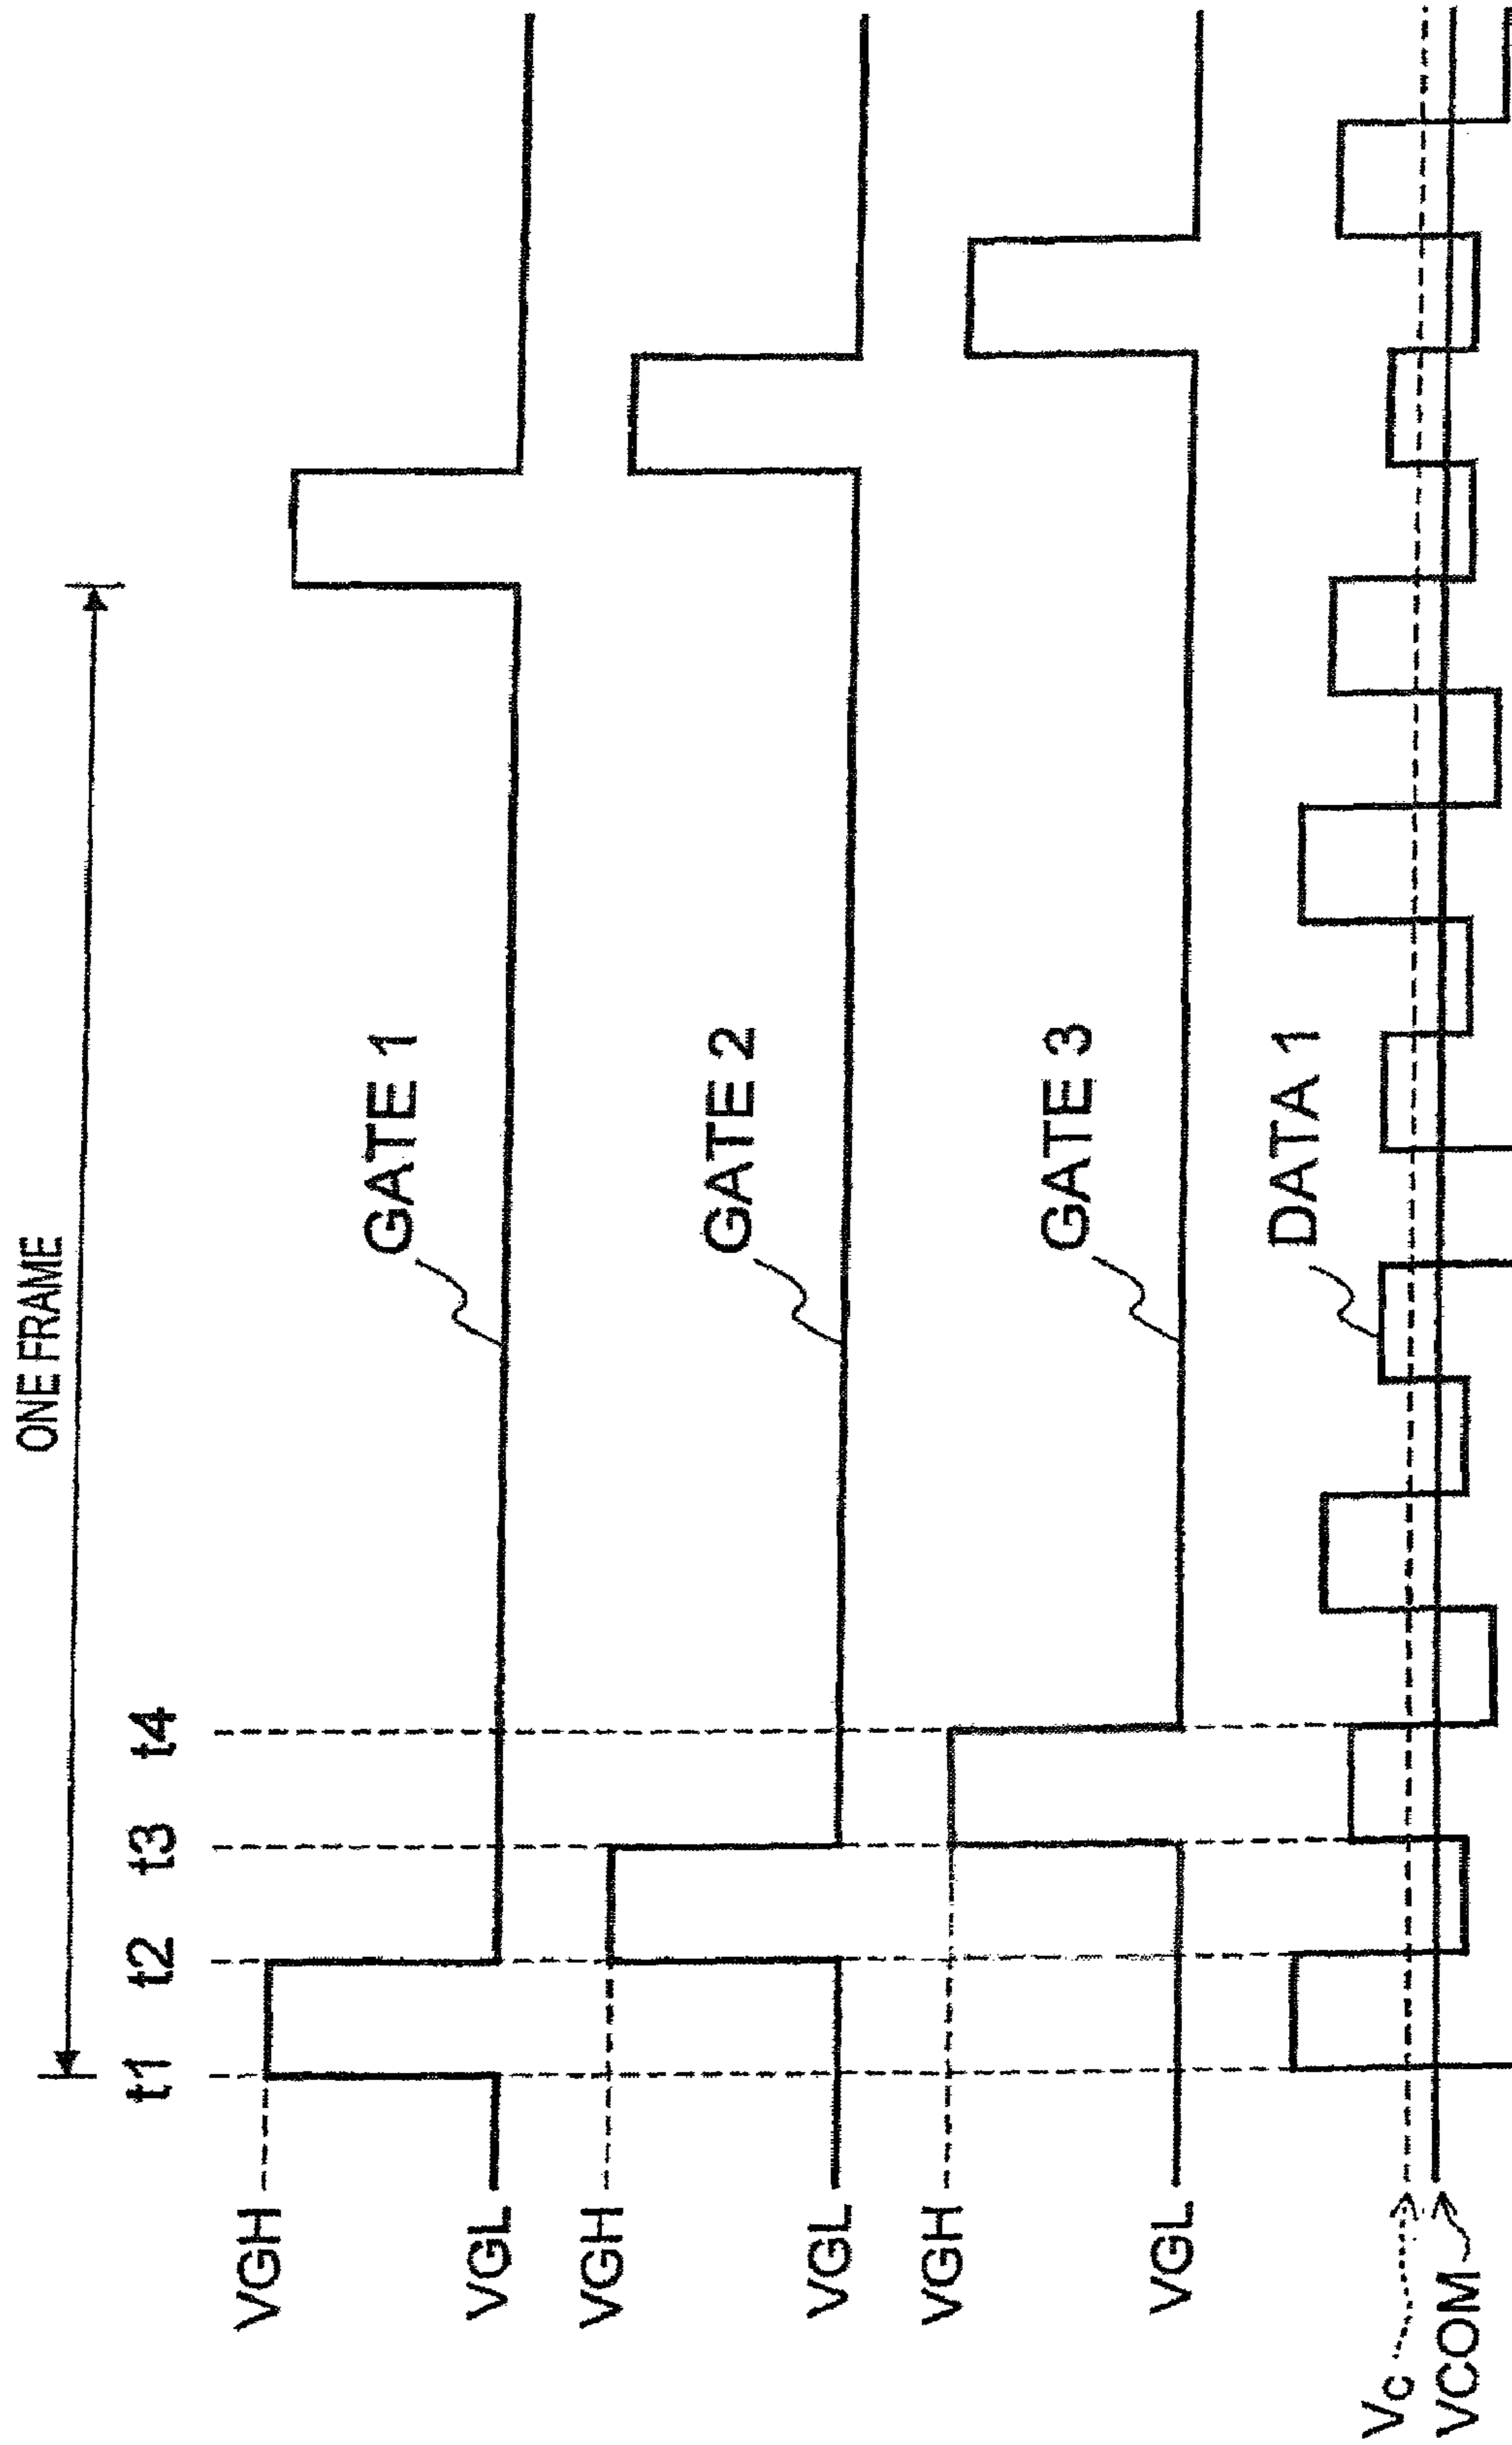 ONE FRAME
t1 t2 t3 t4
VGH
GATE 1
VGL
VGH
GATE 2
VGL
VGH
GATE 3
VGL
DATA 1
VC
VCOM